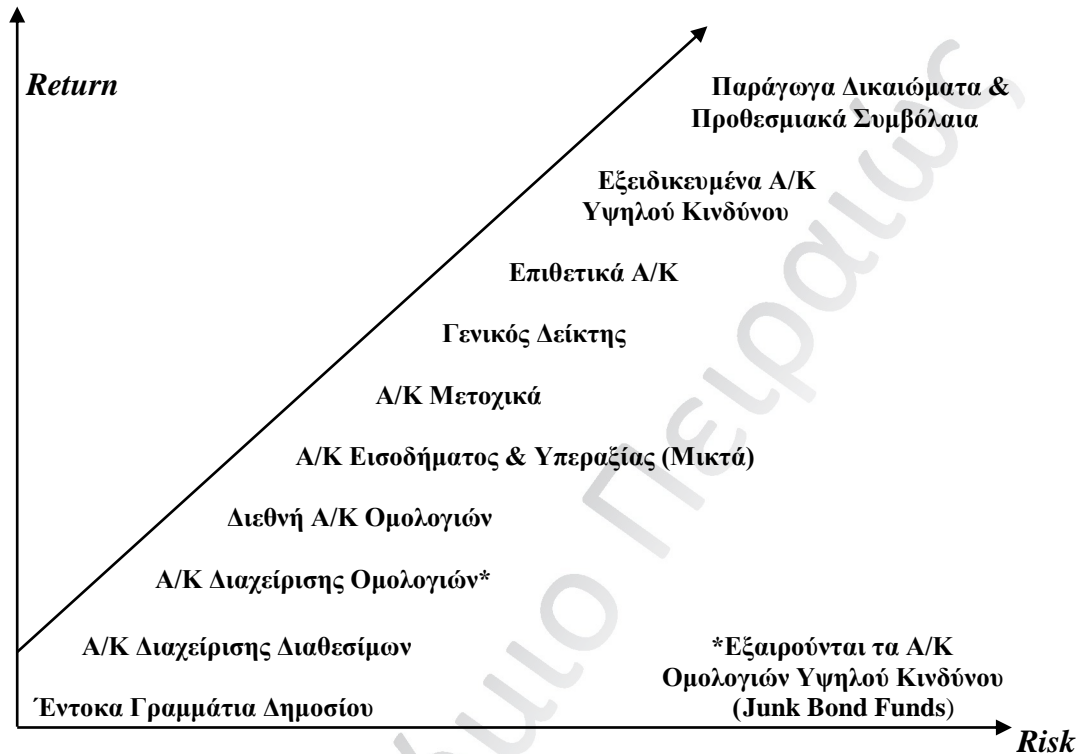 Return
Παράγωγα Δικαιώματα &
Προθεσμιακά Συμβόλαια
Εξειδικευμένα Α/Κ
Υψηλού Κινδύνου
Επιθετικά Α/Κ
Γενικός Δείκτης
Α/Κ Μετοχικά
Α/Κ Εισοδήματος & Υπεραξίας (Μικτά)
Διεθνή Α/Κ Ομολογιών
Α/Κ Διαχείρισης Ομολογιών*
Α/Κ Διαχείρισης Διαθεσίμων
*Εξαιρούνται τα Α/Κ
Ομολογιών Υψηλού Κινδύνου
(Junk Bond Funds)
Έντοκα Γραμμάτια Δημοσίου
Risk
Πειραιώς